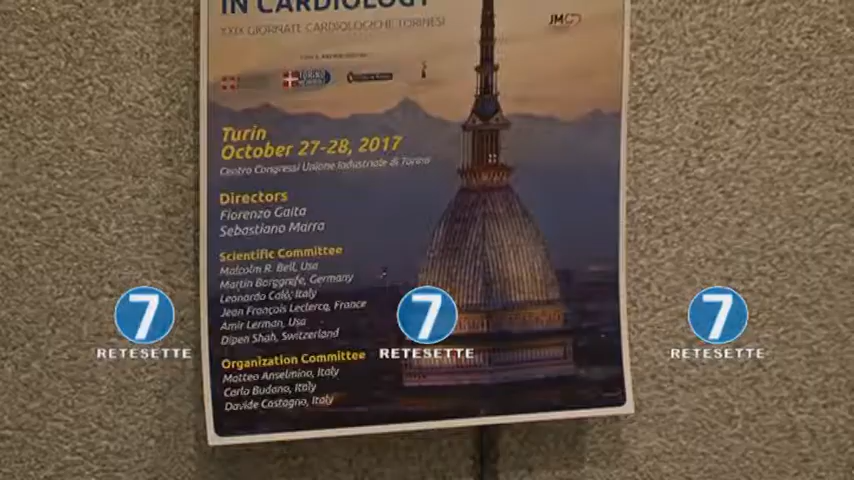 IN CARDIOLOGY
XXIX GIORNATE CARDIOLOGICHE TORINESI
JM
TORINO
Turin
October 27-28, 2017
Centro Congressi Unione Industriale di Torino
Directors
Fiorenzo Gaita
Sebastiano Marra
Scientific Committee
Malcolm R. Bell, Usa
Martin Borggrefe, Germany
Leonardo Calò, Italy
Jean François Leclercq, France
Amir Lerman, Usa
Dipen Shah, Switzerland
Organization Committee
Matteo Anselmino, Italy
Carlo Budano, Italy
Davide Castagno, Italy
7 7 7
RETESETTE RETESETTE RETESETTE